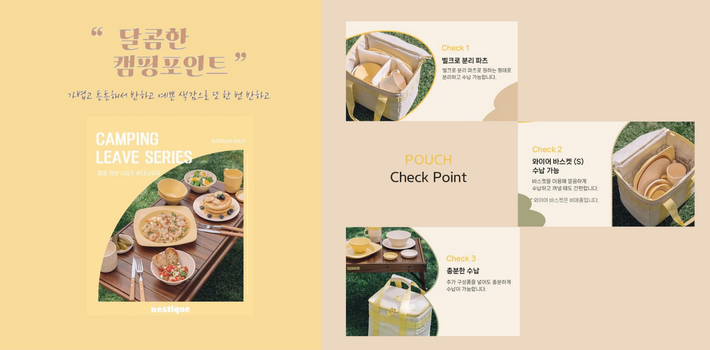 “ 달콤한
캠핑포인트 ”
가볍고 튼튼해서 반하고 예쁜 색감으로 또 한 번 반하고
CAMPING
LEAVE SERIES
nestique
Check 1
벨크로 분리 파츠
벨크로 분리 파츠로 원하는 형태로
분리하고 수납 가능합니다.
POUCH
Check Point
Check 2
와이어 바스켓 (S)
수납 가능
바스켓을 이용해 깔끔하게
수납하고 꺼낼 때도 간편합니다.
와이어 바스켓은 비매품입니다.
Check 3
충분한 수납
추가 구성품을 넣어도 충분하게
수납이 가능합니다.